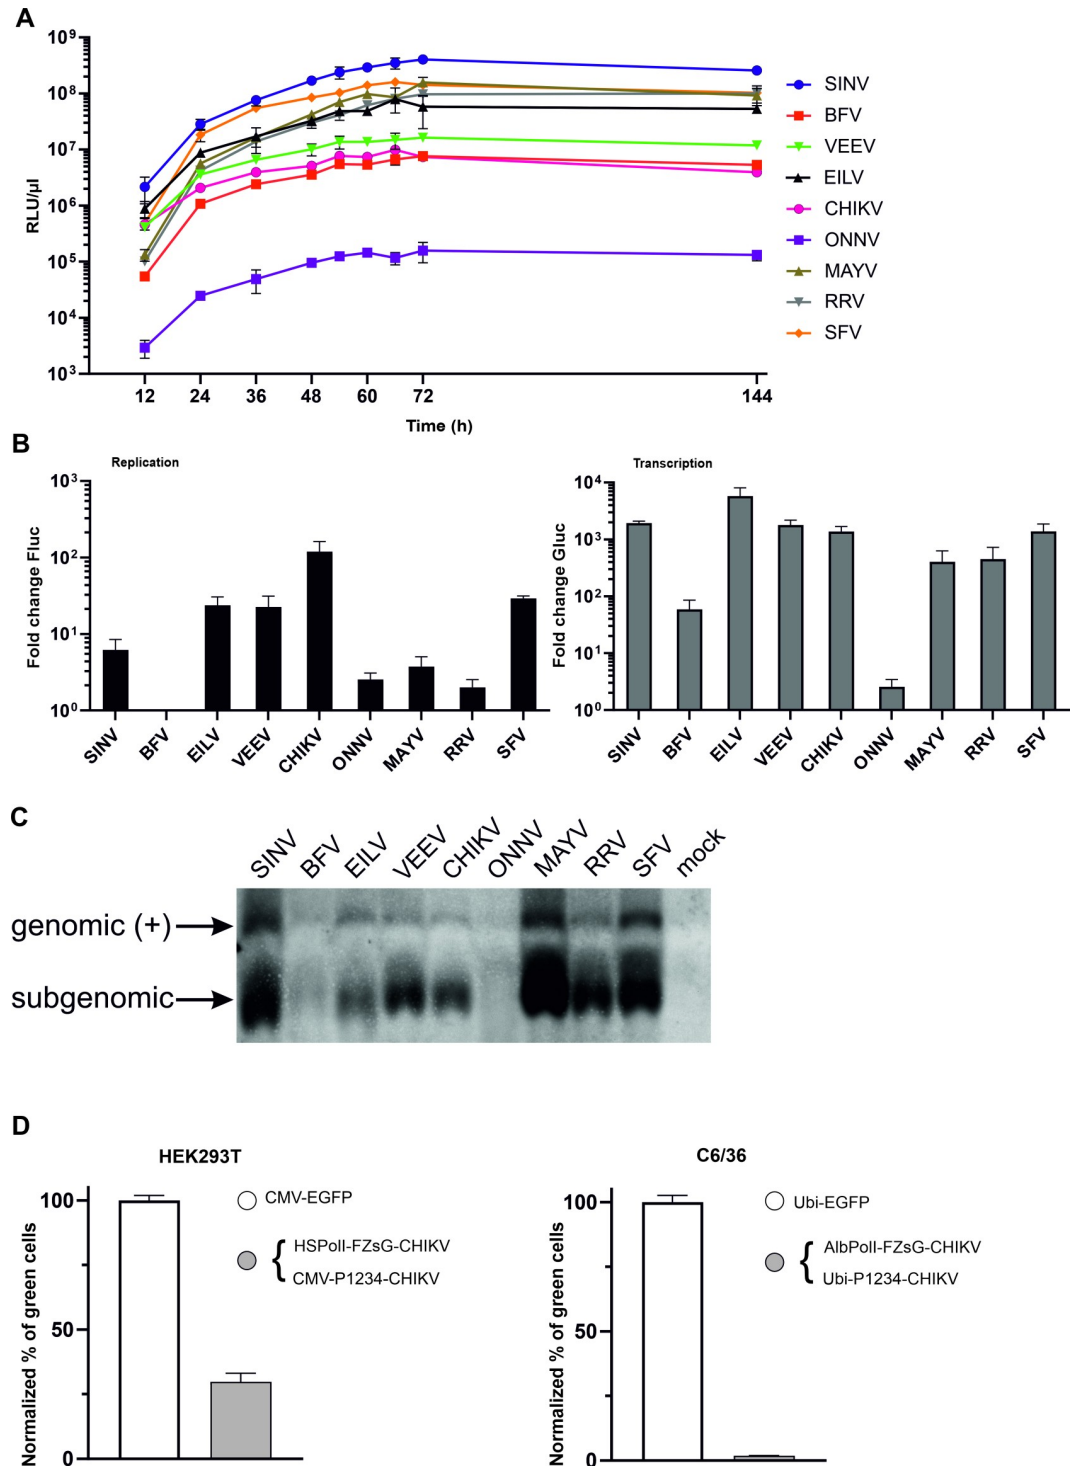 A
10⁹
10⁸
10⁷
10⁶
10⁵
10⁴
10³
RLU/µl
12 24 36 48 60 72 144
Time (h)
SINV
BFV
VEEV
EILV
CHIKV
ONNV
MAYV
RRV
SFV
B
Replication
10³
10²
10¹
10⁰
Fold change Fluc
SINV BFV EILV VEEV CHIKV ONNV MAYV RRV SFV
Transcription
10⁴
10³
10²
10¹
10⁰
Fold change Gluc
SINV BFV EILV VEEV CHIKV ONNV MAYV RRV SFV
C
SINV BFV EILV VEEV CHIKV ONNV MAYV RRV SFV mock
genomic (+)
subgenomic
D
HEK293T
100
50
0
Normalized % of green cells
CMV-EGFP
{ HSPolI-FZsG-CHIKV
CMV-P1234-CHIKV
C6/36
100
50
0
Normalized % of green cells
Ubi-EGFP
{ AlbPolI-FZsG-CHIKV
Ubi-P1234-CHIKV